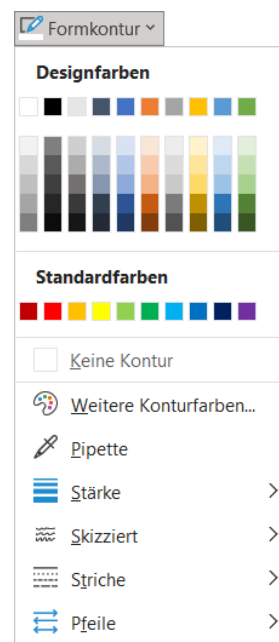 Formkontur
Designfarben
Standardfarben
Keine Kontur
Weitere Konturfarben...
Pipette
Stärke
Skizziert
Striche
Pfeile